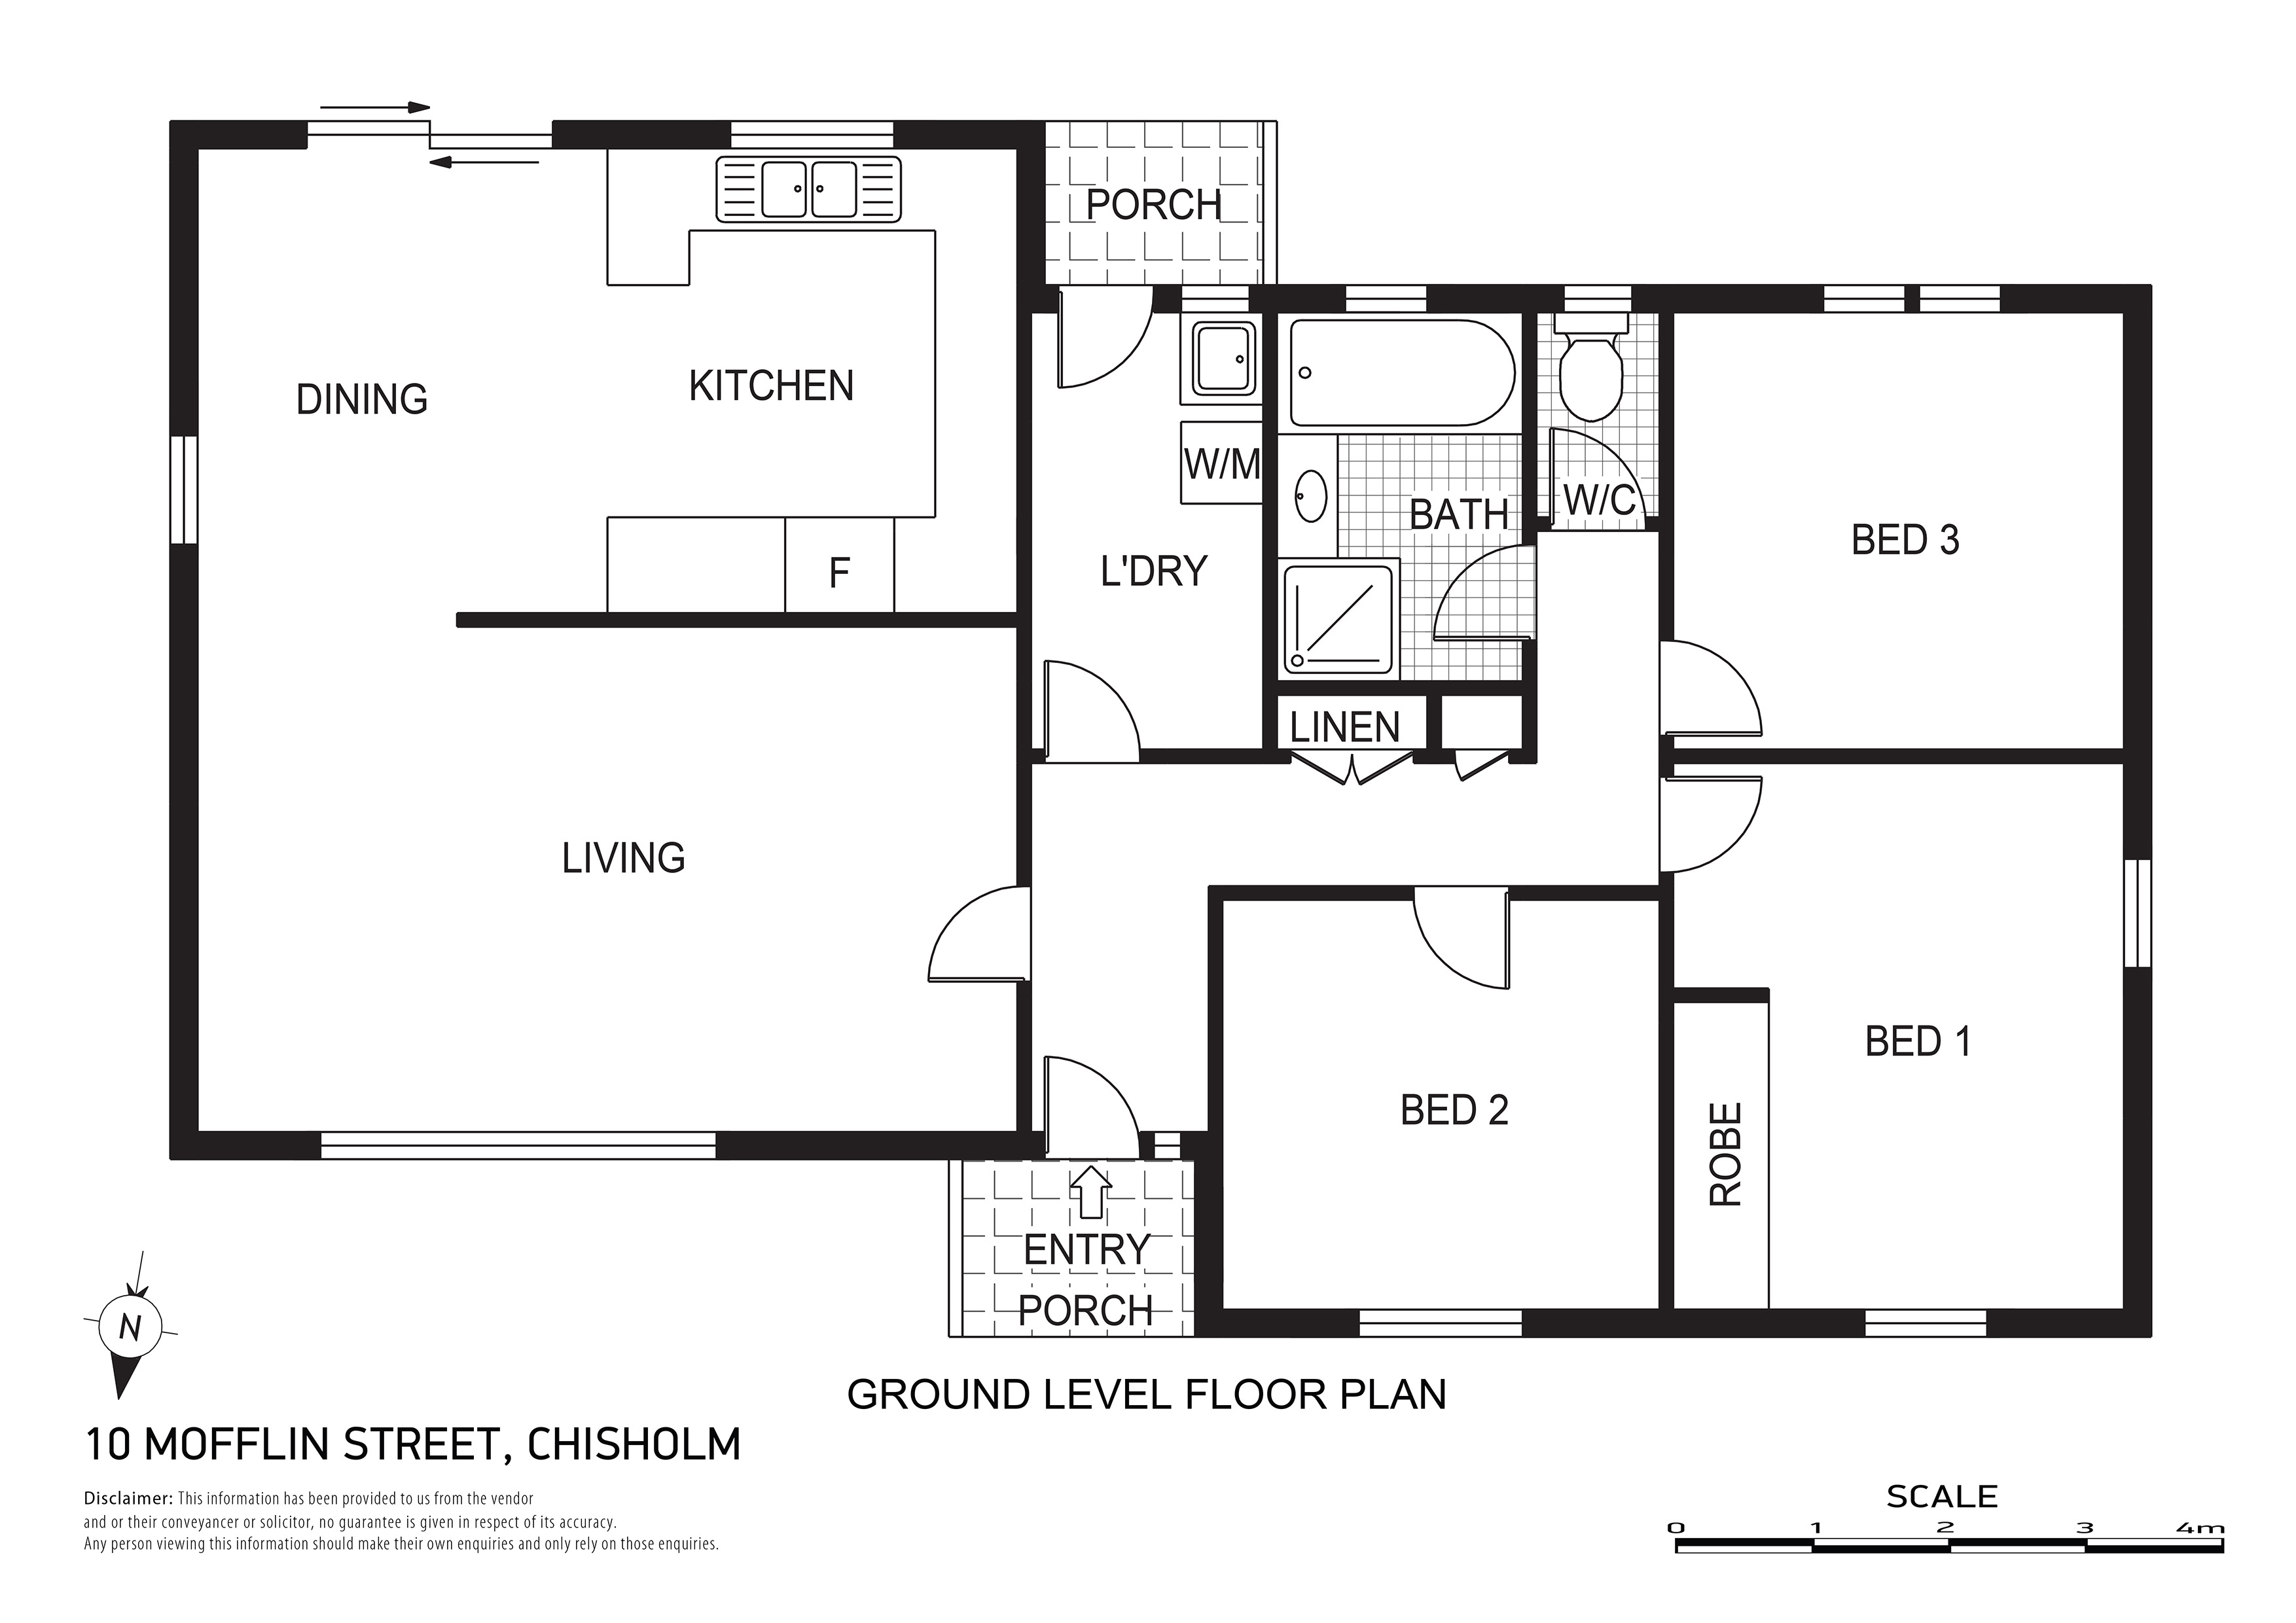 PORCH
DINING
KITCHEN
W/M
BATH
W/C
BED 3
L'DRY
F
LINEN
LIVING
BED 1
BED 2
ROBE
ENTRY
PORCH
N
GROUND LEVEL FLOOR PLAN
10 MOFFLIN STREET, CHISHOLM
Disclaimer: This information has been provided to us from the vendor
and or their conveyancer or solicitor, no guarantee is given in respect of its accuracy.
Any person viewing this information should make their own enquiries and only rely on those enquiries.
SCALE
0 1 2 3 4m